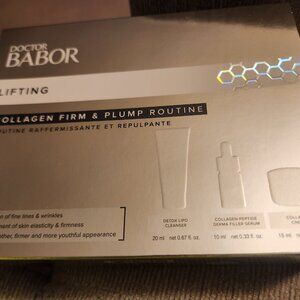 DOCTOR
BABOR
LIFTING
COLLAGEN FIRM & PLUMP ROUTINE
ROUTINE RAFFERMISSANTE ET REPULPANTE
of fine lines & wrinkles
of skin elasticity & firmness
firmer and more youthful appearance
DETOX LIPO
CLEANSER
20 ml 0.67 fl. oz.
COLLAGEN-PEPTIDE
DERMA FILLER SERUM
10 ml 0.33 fl. oz.
15 ml